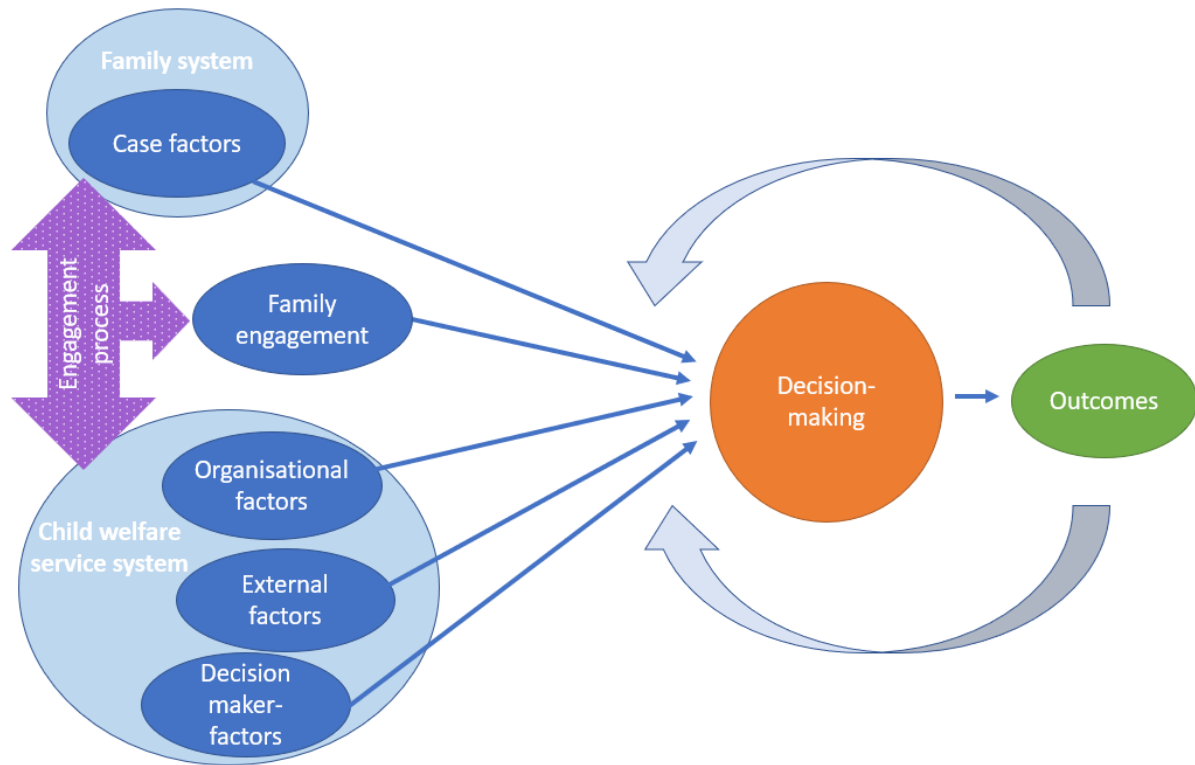 Family system
Case factors
Engagement
process
Family
engagement
Decision-
making
Outcomes
Organisational
factors
Child welfare
service system
External
factors
Decision
maker-
factors